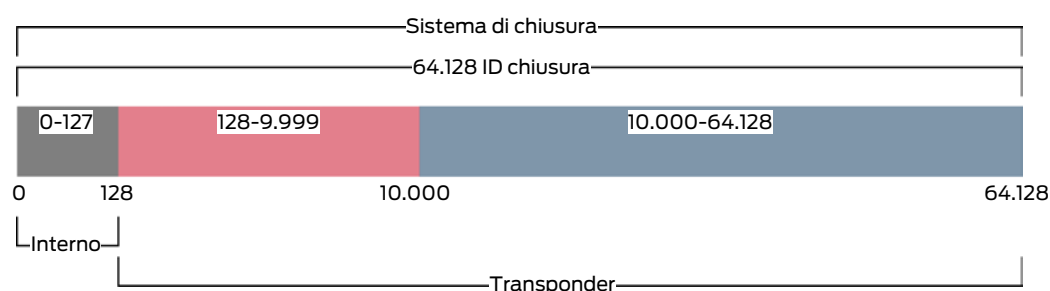 Sistema di chiusura
64.128 ID chiusura
0-127 128-9.999 10.000-64.128
0 128 10.000 64.128
Interno
Transponder